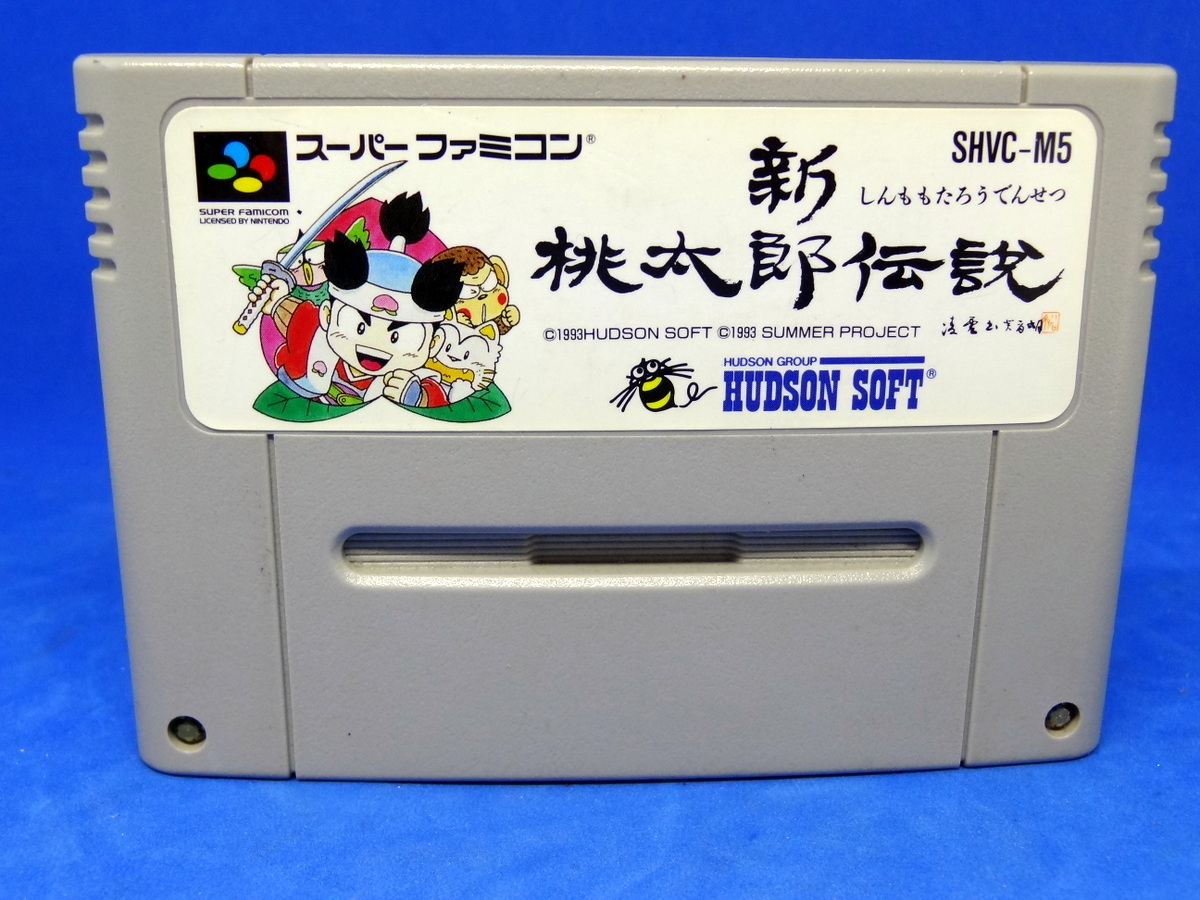 スーパーファミコン®
SUPER FAMICOM
LICENSED BY NINTENDO
SHVC-M5
新
しんももたろうでんせつ
桃太郎伝説
©1993HUDSON SOFT ©1993 SUMMER PROJECT
HUDSON GROUP
HUDSON SOFT®